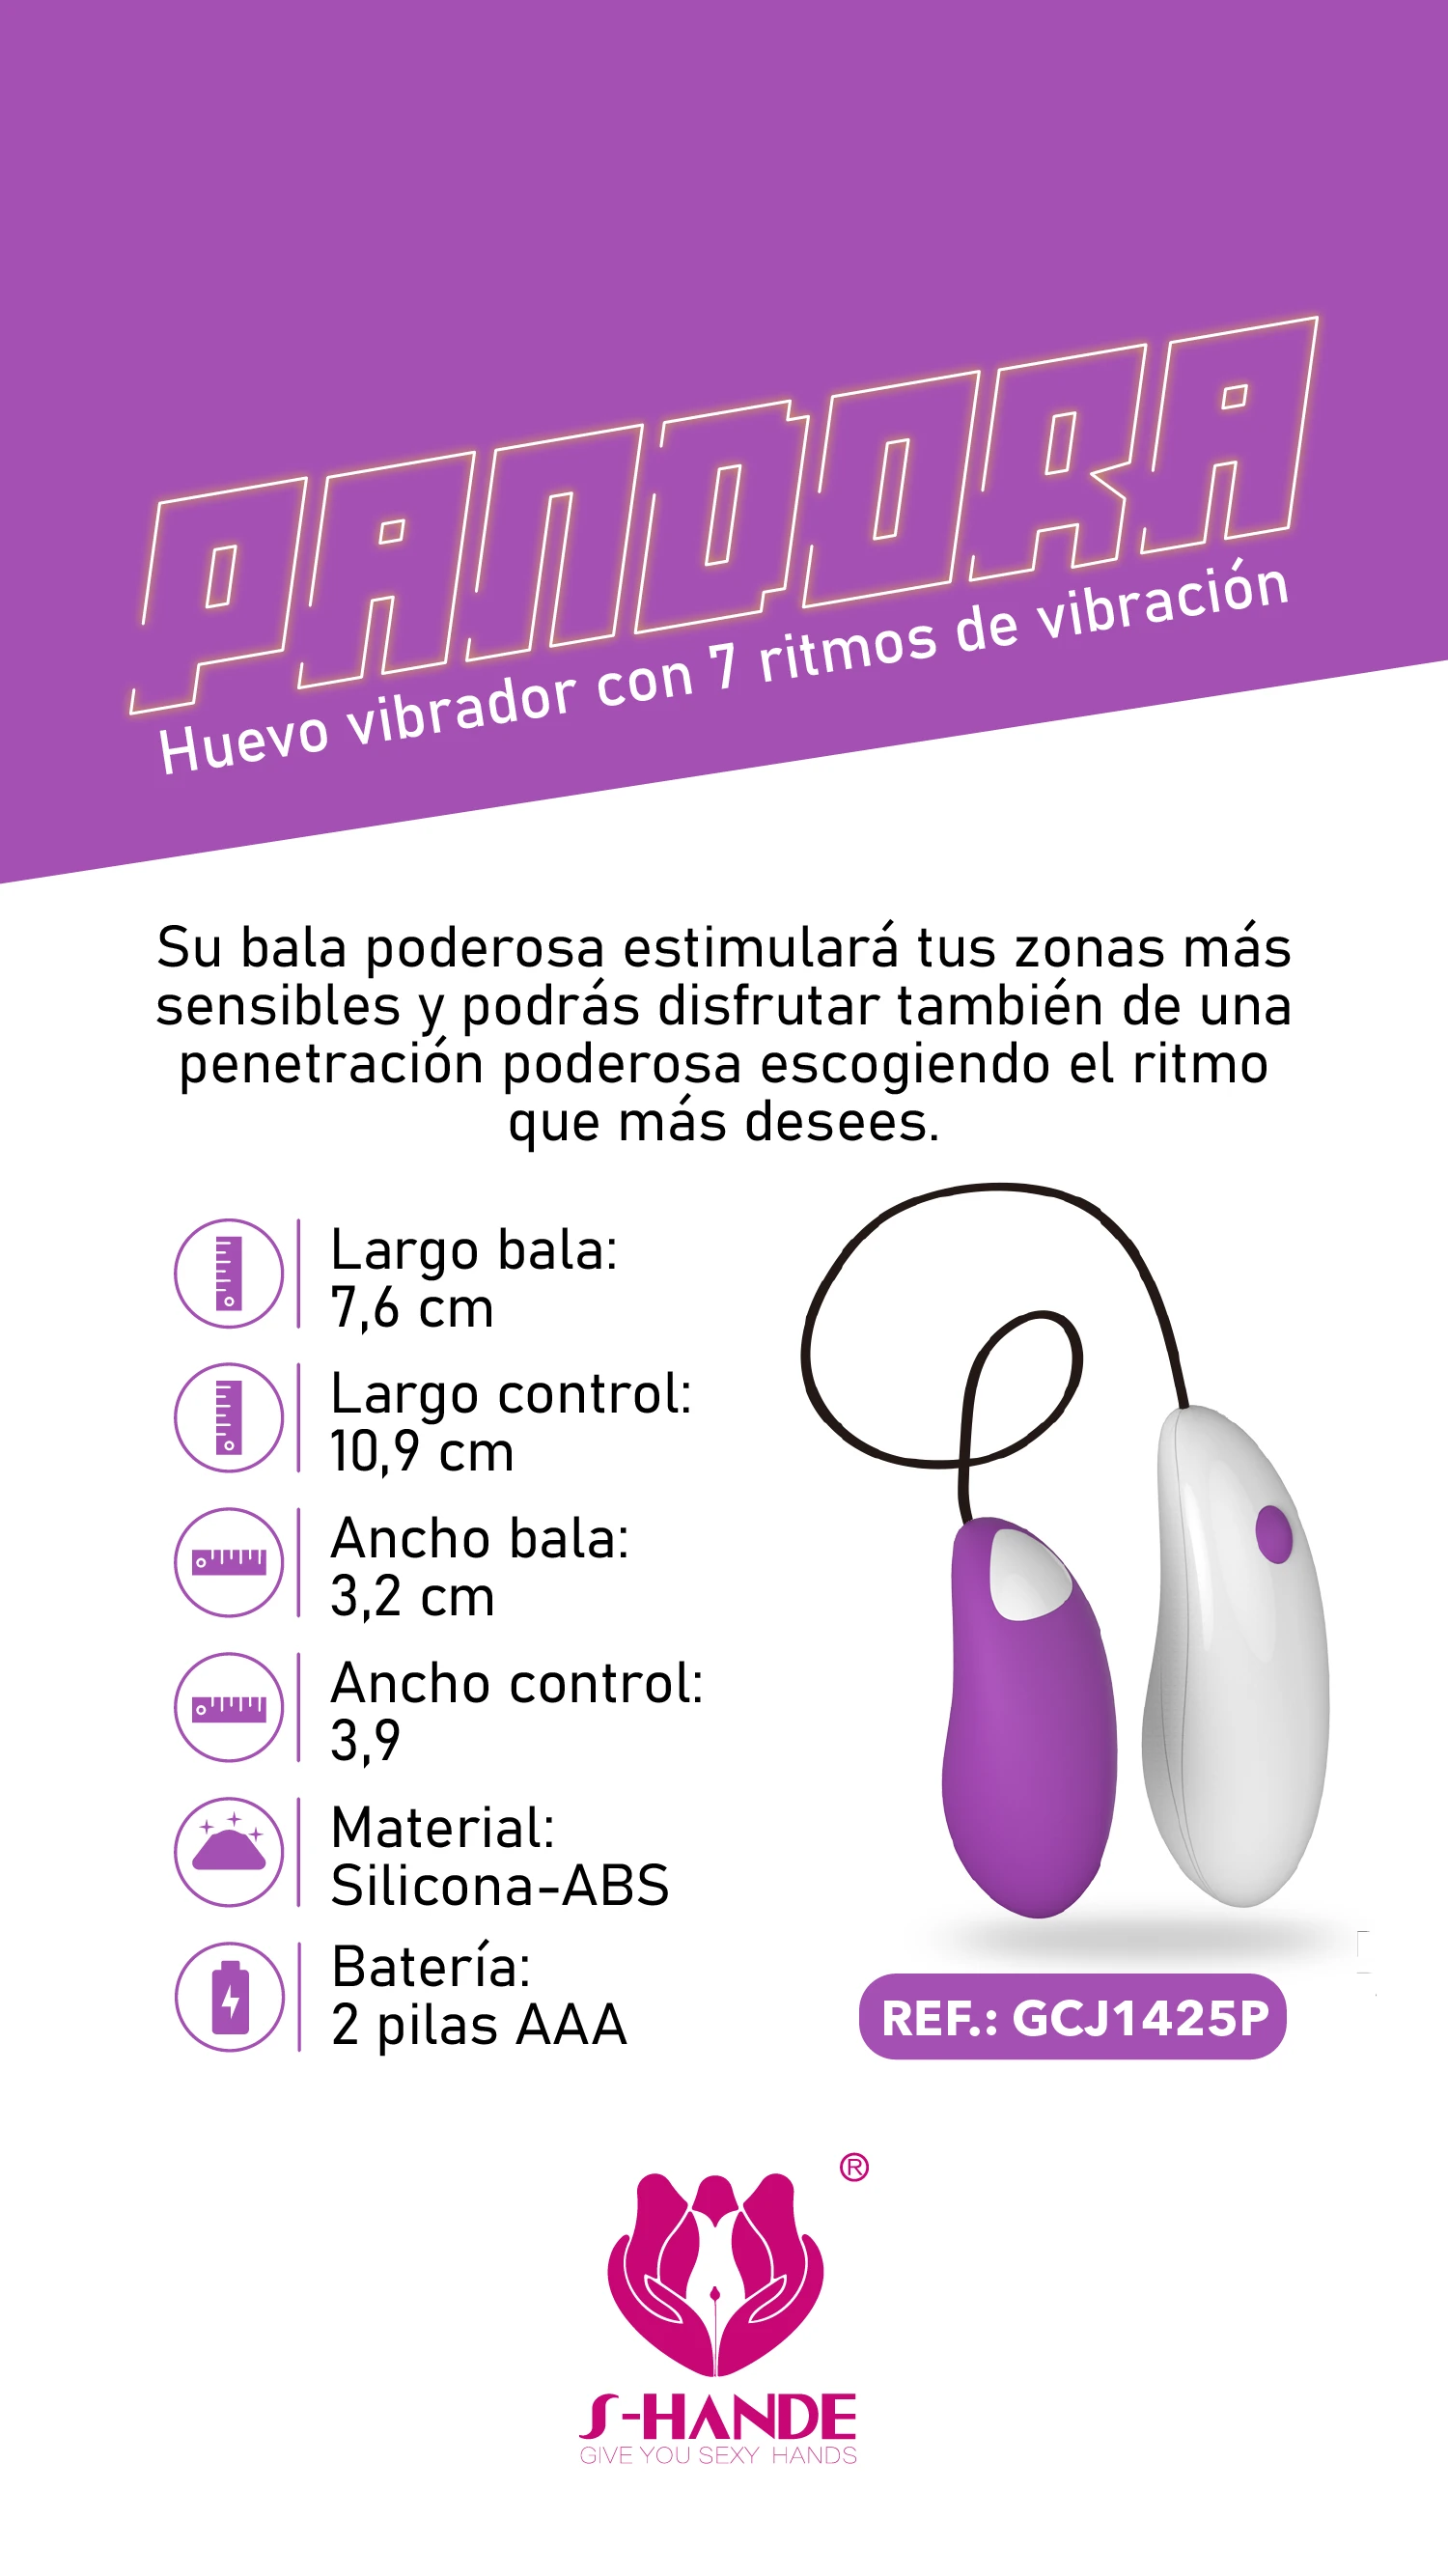 PANDORA
Huevo vibrador con 7 ritmos de vibración
Su bala poderosa estimulará tus zonas más
sensibles y podrás disfrutar también de una
penetración poderosa escogiendo el ritmo
que más desees.
Largo bala:
7,6 cm
Largo control:
10,9 cm
Ancho bala:
3,2 cm
Ancho control:
3,9
Material:
Silicona-ABS
Batería:
2 pilas AAA
REF.: GCJ1425P
®
S-HANDE
GIVE YOU SEXY HANDS